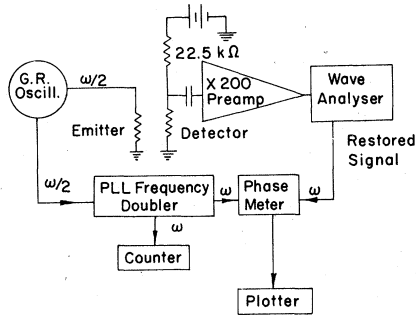 22.5 kΩ
G.R.
Oscill.
ω/2
X 200
Preamp
Wave
Analyser
Emitter
Detector
Restored
Signal
ω/2
PLL Frequency
Doubler
ω
Phase
Meter
ω
ω
Counter
Plotter